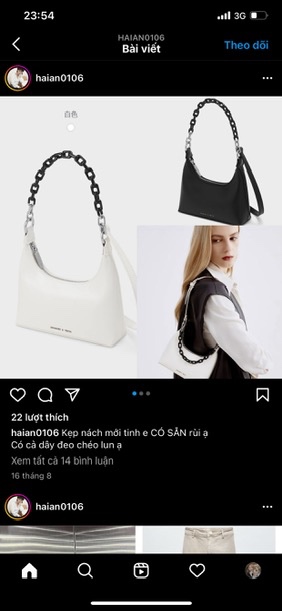 23:54
3G
HAIAN0106
Bài viết
Theo dõi
haian0106
白色
22 lượt thích
haian0106 Kẹp nách mới tinh e CÓ SẴN rùi ạ
Có cả dây đeo chéo lun ạ
Xem tất cả 14 bình luận
16 tháng 8
haian0106